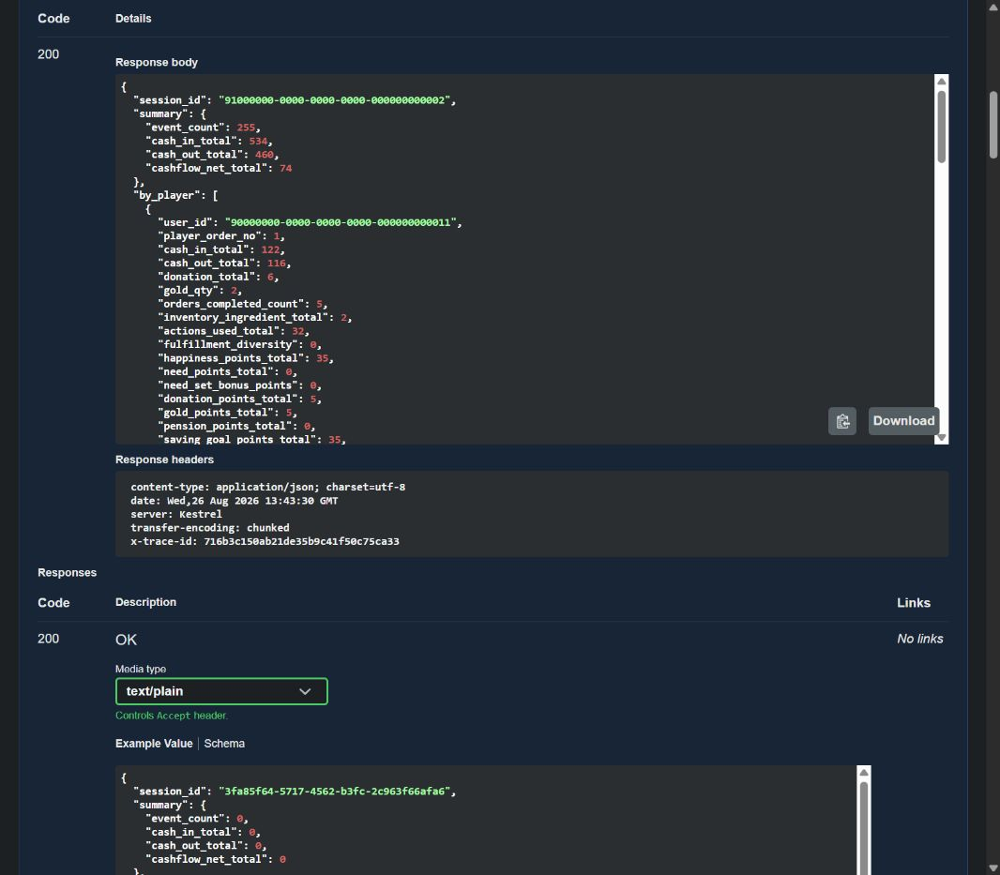 Code Details
200
Response body
{
  "session_id": "91000000-0000-0000-0000-000000000002",
  "summary": {
    "event_count": 255,
    "cash_in_total": 534,
    "cash_out_total": 460,
    "cashflow_net_total": 74
  },
  "by_player": [
    {
      "user_id": "90000000-0000-0000-0000-000000000011",
      "player_order_no": 1,
      "cash_in_total": 122,
      "cash_out_total": 116,
      "donation_total": 6,
      "gold_qty": 2,
      "orders_completed_count": 5,
      "inventory_ingredient_total": 2,
      "actions_used_total": 32,
      "fulfillment_diversity": 0,
      "happiness_points_total": 35,
      "need_points_total": 0,
      "need_set_bonus_points": 0,
      "donation_points_total": 5,
      "gold_points_total": 5,
      "pension_points_total": 0,
      "saving_goal_points_total": 35,
Download
Response headers
content-type: application/json; charset=utf-8
date: Wed,26 Aug 2026 13:43:30 GMT
server: Kestrel
transfer-encoding: chunked
x-trace-id: 716b3c150ab21de35b9c41f50c75ca33
Responses
Code Description Links
200 OK No links
Media type
text/plain
Controls Accept header.
Example Value | Schema
{
  "session_id": "3fa85f64-5717-4562-b3fc-2c963f66afa6",
  "summary": {
    "event_count": 0,
    "cash_in_total": 0,
    "cash_out_total": 0,
    "cashflow_net_total": 0
  },